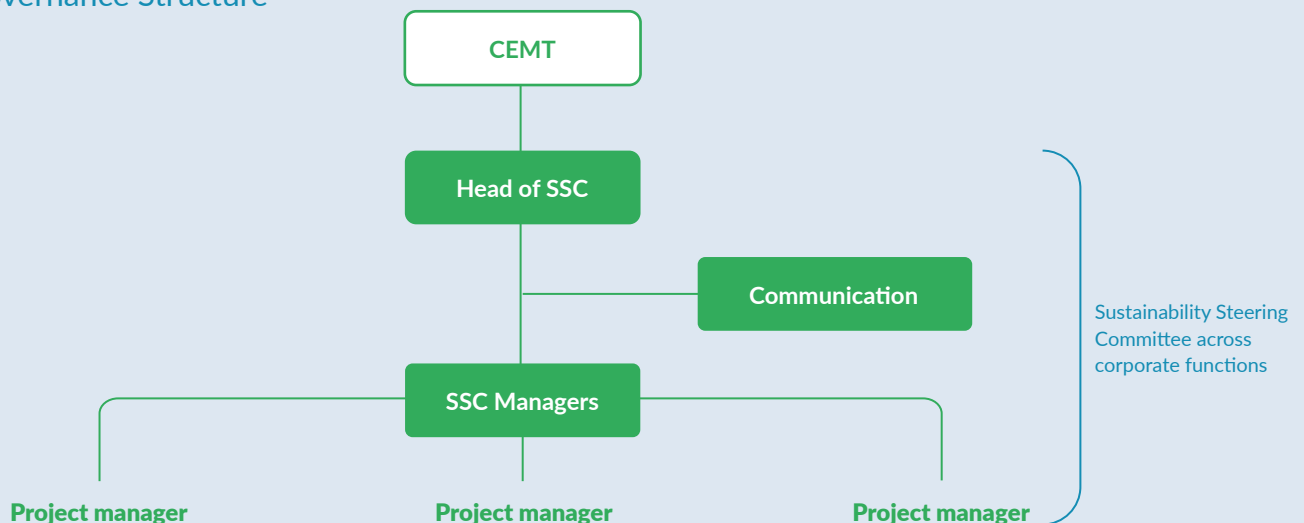 Structure
CEMT
Head of SSC
Communication
Sustainability Steering
Committee across
corporate functions
SSC Managers
Project manager
Project manager
Project manager